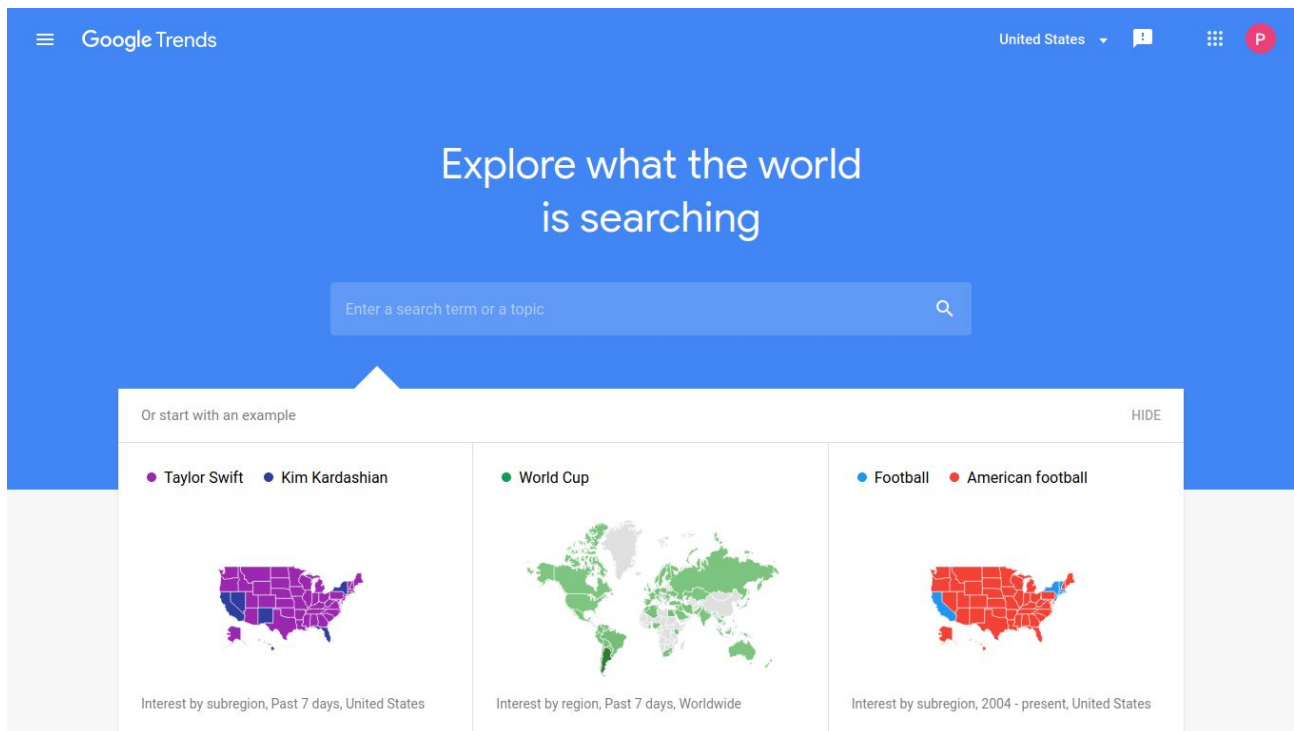 Google Trends
United States
P
Explore what the world
is searching
Enter a search term or a topic
Or start with an example
HIDE
Taylor Swift
Kim Kardashian
World Cup
Football
American football
Interest by subregion, Past 7 days, United States
Interest by region, Past 7 days, Worldwide
Interest by subregion, 2004 - present, United States